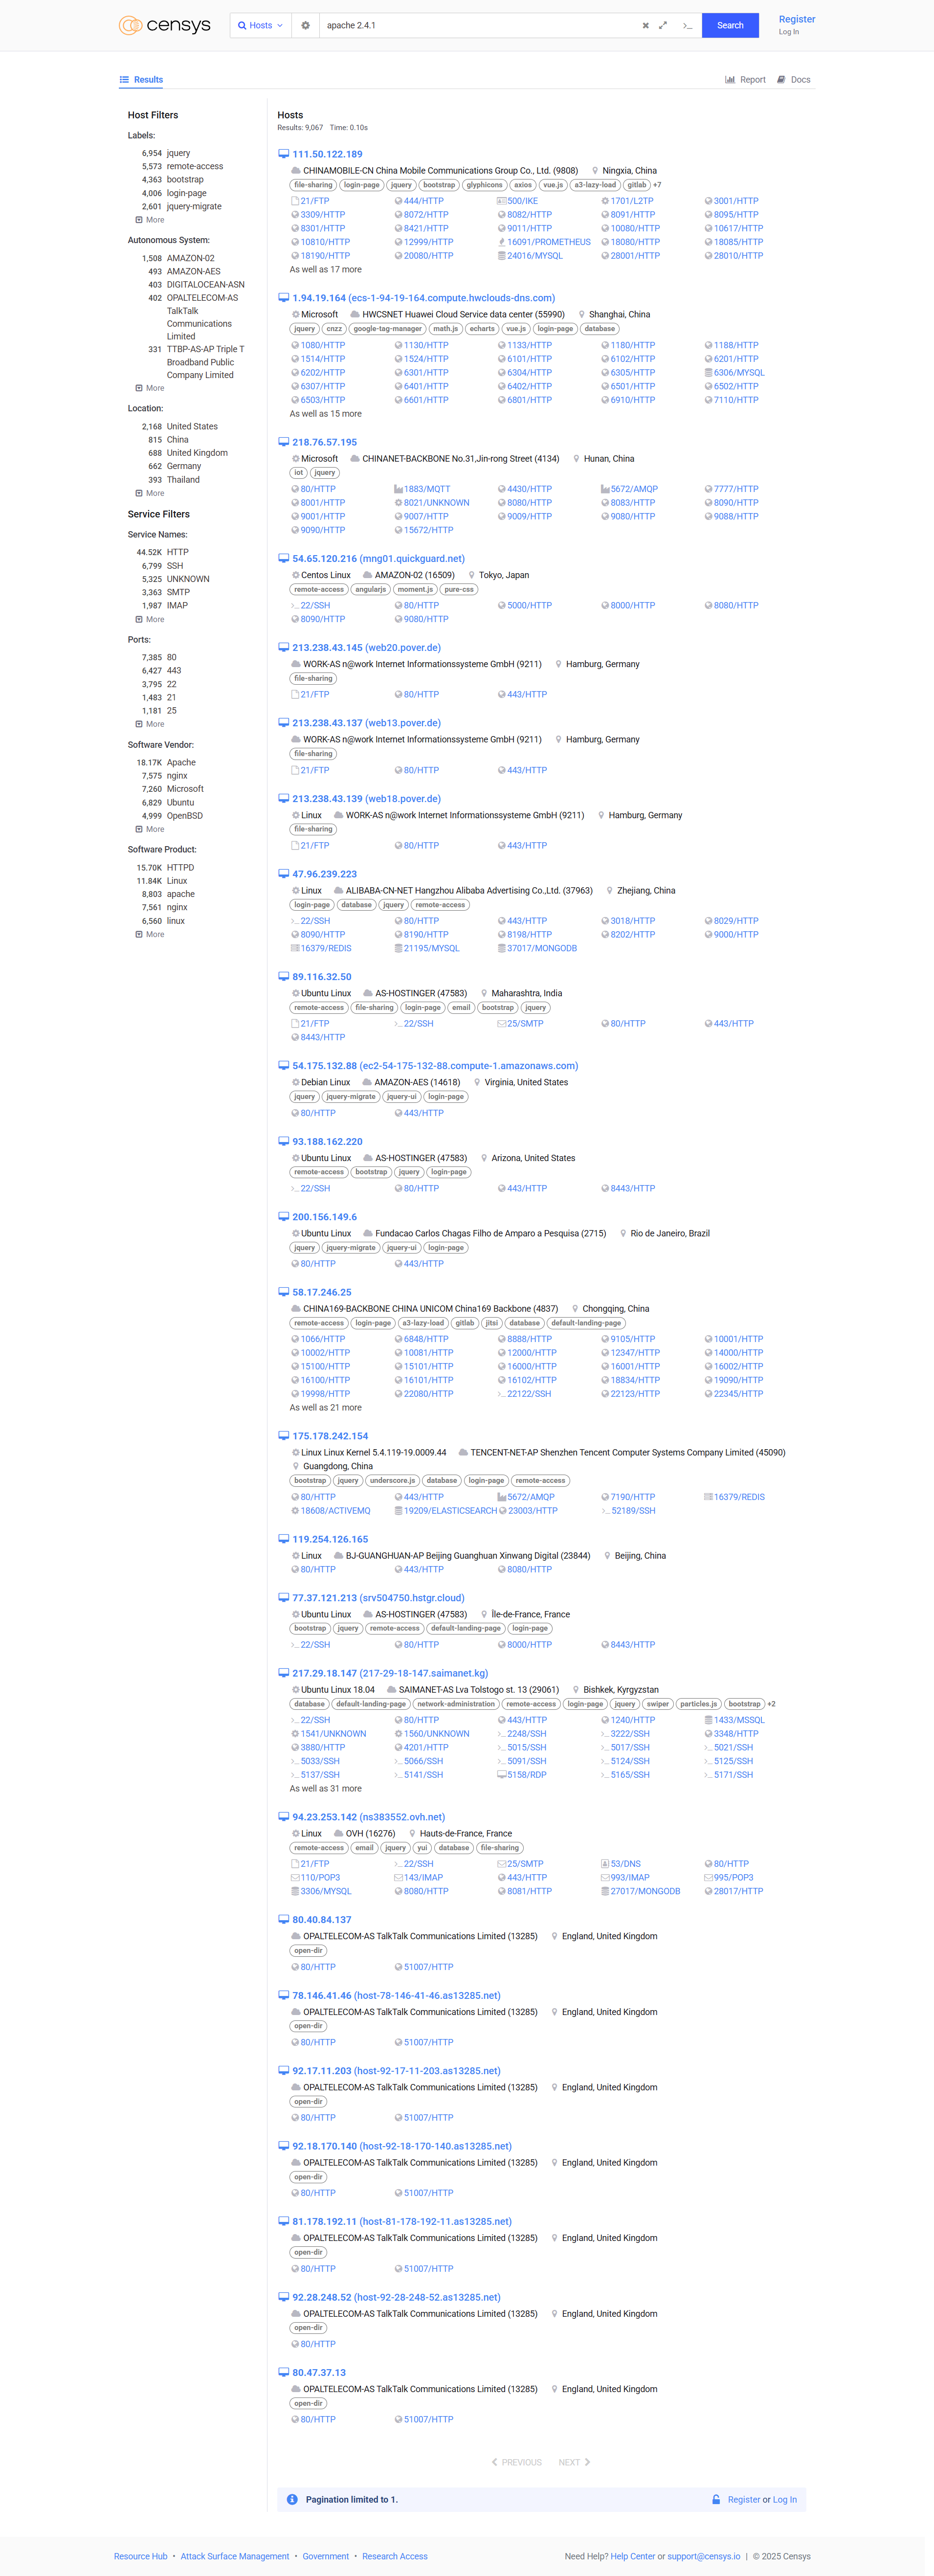 censys
Hosts
apache 2.4.1
>_
Search
Register
Log In
Results
Report
Docs
Host Filters
Labels:
6,954 jquery
5,573 remote-access
4,363 bootstrap
4,006 login-page
2,601 jquery-migrate
More
Autonomous System:
1,508 AMAZON-02
493 AMAZON-AES
403 DIGITALOCEAN-ASN
402 OPALTELECOM-AS
TalkTalk
Communications
Limited
331 TTBP-AS-AP Triple T
Broadband Public
Company Limited
More
Location:
2,168 United States
815 China
688 United Kingdom
662 Germany
393 Thailand
More
Service Filters
Service Names:
44.52K HTTP
6,799 SSH
5,325 UNKNOWN
3,363 SMTP
1,987 IMAP
More
Ports:
7,385 80
6,427 443
3,795 22
1,483 21
1,181 25
More
Software Vendor:
18.17K Apache
7,575 nginx
7,260 Microsoft
6,829 Ubuntu
4,999 OpenBSD
More
Software Product:
15.70K HTTPD
11.84K Linux
8,803 apache
7,561 nginx
6,560 linux
More
Hosts
Results: 9,067 Time: 0.10s
111.50.122.189
CHINAMOBILE-CN China Mobile Communications Group Co., Ltd. (9808) Ningxia, China
file-sharing login-page jquery bootstrap glyphicons axios vue.js a3-lazy-load gitlab +7
21/FTP 444/HTTP 500/IKE 1701/L2TP 3001/HTTP
3309/HTTP 8072/HTTP 8082/HTTP 8091/HTTP 8095/HTTP
8301/HTTP 8421/HTTP 9011/HTTP 10080/HTTP 10617/HTTP
10810/HTTP 12999/HTTP 16091/PROMETHEUS 18080/HTTP 18085/HTTP
18190/HTTP 20080/HTTP 24016/MYSQL 28001/HTTP 28010/HTTP
As well as 17 more
1.94.19.164 (ecs-1-94-19-164.compute.hwclouds-dns.com)
Microsoft HWCSNET Huawei Cloud Service data center (55990) Shanghai, China
jquery cnzz google-tag-manager math.js echarts vue.js login-page database
1080/HTTP 1130/HTTP 1133/HTTP 1180/HTTP 1188/HTTP
1514/HTTP 1524/HTTP 6101/HTTP 6102/HTTP 6201/HTTP
6202/HTTP 6301/HTTP 6304/HTTP 6305/HTTP 6306/MYSQL
6307/HTTP 6401/HTTP 6402/HTTP 6501/HTTP 6502/HTTP
6503/HTTP 6601/HTTP 6801/HTTP 6910/HTTP 7110/HTTP
As well as 15 more
218.76.57.195
Microsoft CHINANET-BACKBONE No.31,Jin-rong Street (4134) Hunan, China
iot jquery
80/HTTP 1883/MQTT 4430/HTTP 5672/AMQP 7777/HTTP
8001/HTTP 8021/UNKNOWN 8080/HTTP 8083/HTTP 8090/HTTP
9001/HTTP 9007/HTTP 9009/HTTP 9080/HTTP 9088/HTTP
9090/HTTP 15672/HTTP
54.65.120.216 (mng01.quickguard.net)
Centos Linux AMAZON-02 (16509) Tokyo, Japan
remote-access angularjs moment.js pure-css
>_ 22/SSH 80/HTTP 5000/HTTP 8000/HTTP 8080/HTTP
8090/HTTP 9080/HTTP
213.238.43.145 (web20.pover.de)
WORK-AS n@work Internet Informationssysteme GmbH (9211) Hamburg, Germany
file-sharing
21/FTP 80/HTTP 443/HTTP
213.238.43.137 (web13.pover.de)
WORK-AS n@work Internet Informationssysteme GmbH (9211) Hamburg, Germany
file-sharing
21/FTP 80/HTTP 443/HTTP
213.238.43.139 (web18.pover.de)
Linux WORK-AS n@work Internet Informationssysteme GmbH (9211) Hamburg, Germany
file-sharing
21/FTP 80/HTTP 443/HTTP
47.96.239.223
Linux ALIBABA-CN-NET Hangzhou Alibaba Advertising Co.,Ltd. (37963) Zhejiang, China
login-page database jquery remote-access
>_ 22/SSH 80/HTTP 443/HTTP 3018/HTTP 8029/HTTP
8090/HTTP 8190/HTTP 8198/HTTP 8202/HTTP 9000/HTTP
16379/REDIS 21195/MYSQL 37017/MONGODB
89.116.32.50
Ubuntu Linux AS-HOSTINGER (47583) Maharashtra, India
remote-access file-sharing login-page email bootstrap jquery
21/FTP >_ 22/SSH 25/SMTP 80/HTTP 443/HTTP
8443/HTTP
54.175.132.88 (ec2-54-175-132-88.compute-1.amazonaws.com)
Debian Linux AMAZON-AES (14618) Virginia, United States
jquery jquery-migrate jquery-ui login-page
80/HTTP 443/HTTP
93.188.162.220
Ubuntu Linux AS-HOSTINGER (47583) Arizona, United States
remote-access bootstrap jquery login-page
>_ 22/SSH 80/HTTP 443/HTTP 8443/HTTP
200.156.149.6
Ubuntu Linux Fundacao Carlos Chagas Filho de Amparo a Pesquisa (2715) Rio de Janeiro, Brazil
jquery jquery-migrate jquery-ui login-page
80/HTTP 443/HTTP
58.17.246.25
CHINA169-BACKBONE CHINA UNICOM China169 Backbone (4837) Chongqing, China
remote-access login-page a3-lazy-load gitlab jitsi database default-landing-page
1066/HTTP 6848/HTTP 8888/HTTP 9105/HTTP 10001/HTTP
10002/HTTP 10081/HTTP 12000/HTTP 12347/HTTP 14000/HTTP
15100/HTTP 15101/HTTP 16000/HTTP 16001/HTTP 16002/HTTP
16100/HTTP 16101/HTTP 16102/HTTP 18834/HTTP 19090/HTTP
19998/HTTP 22080/HTTP >_ 22122/SSH 22123/HTTP 22345/HTTP
As well as 21 more
175.178.242.154
Linux Linux Kernel 5.4.119-19.0009.44 TENCENT-NET-AP Shenzhen Tencent Computer Systems Company Limited (45090)
Guangdong, China
bootstrap jquery underscore.js database login-page remote-access
80/HTTP 443/HTTP 5672/AMQP 7190/HTTP 16379/REDIS
18608/ACTIVEMQ 19209/ELASTICSEARCH 23003/HTTP >_ 52189/SSH
119.254.126.165
Linux BJ-GUANGHUAN-AP Beijing Guanghuan Xinwang Digital (23844) Beijing, China
80/HTTP 443/HTTP 8080/HTTP
77.37.121.213 (srv504750.hstgr.cloud)
Ubuntu Linux AS-HOSTINGER (47583) Île-de-France, France
bootstrap jquery remote-access default-landing-page login-page
>_ 22/SSH 80/HTTP 8000/HTTP 8443/HTTP
217.29.18.147 (217-29-18-147.saimanet.kg)
Ubuntu Linux 18.04 SAIMANET-AS Lva Tolstogo st. 13 (29061) Bishkek, Kyrgyzstan
database default-landing-page network-administration remote-access login-page jquery swiper particles.js bootstrap +2
>_ 22/SSH 80/HTTP 443/HTTP 1240/HTTP 1433/MSSQL
1541/UNKNOWN 1560/UNKNOWN >_ 2248/SSH >_ 3222/SSH 3348/HTTP
3880/HTTP 4201/HTTP >_ 5015/SSH >_ 5017/SSH >_ 5021/SSH
>_ 5033/SSH >_ 5066/SSH >_ 5091/SSH >_ 5124/SSH >_ 5125/SSH
>_ 5137/SSH >_ 5141/SSH 5158/RDP >_ 5165/SSH >_ 5171/SSH
As well as 31 more
94.23.253.142 (ns383552.ovh.net)
Linux OVH (16276) Hauts-de-France, France
remote-access email jquery yui database file-sharing
21/FTP >_ 22/SSH 25/SMTP 53/DNS 80/HTTP
110/POP3 143/IMAP 443/HTTP 993/IMAP 995/POP3
3306/MYSQL 8080/HTTP 8081/HTTP 27017/MONGODB 28017/HTTP
80.40.84.137
OPALTELECOM-AS TalkTalk Communications Limited (13285) England, United Kingdom
open-dir
80/HTTP 51007/HTTP
78.146.41.46 (host-78-146-41-46.as13285.net)
OPALTELECOM-AS TalkTalk Communications Limited (13285) England, United Kingdom
open-dir
80/HTTP 51007/HTTP
92.17.11.203 (host-92-17-11-203.as13285.net)
OPALTELECOM-AS TalkTalk Communications Limited (13285) England, United Kingdom
open-dir
80/HTTP 51007/HTTP
92.18.170.140 (host-92-18-170-140.as13285.net)
OPALTELECOM-AS TalkTalk Communications Limited (13285) England, United Kingdom
open-dir
80/HTTP 51007/HTTP
81.178.192.11 (host-81-178-192-11.as13285.net)
OPALTELECOM-AS TalkTalk Communications Limited (13285) England, United Kingdom
open-dir
80/HTTP 51007/HTTP
92.28.248.52 (host-92-28-248-52.as13285.net)
OPALTELECOM-AS TalkTalk Communications Limited (13285) England, United Kingdom
open-dir
80/HTTP
80.47.37.13
OPALTELECOM-AS TalkTalk Communications Limited (13285) England, United Kingdom
open-dir
80/HTTP 51007/HTTP
PREVIOUS NEXT
Pagination limited to 1. Register or Log In
Resource Hub • Attack Surface Management • Government • Research Access
Need Help? Help Center or support@censys.io | © 2025 Censys